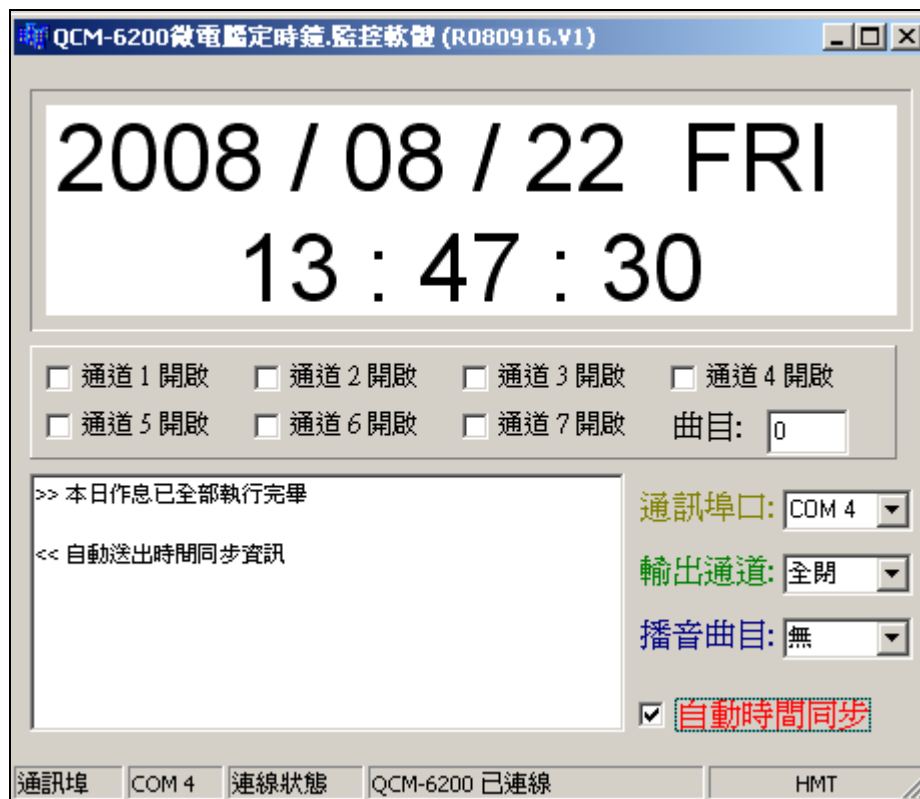 QCM-6200微電腦定時鐘.監控軟體 (R080916.V1)
2008 / 08 / 22 FRI
13 : 47 : 30
通道 1 開啟 通道 2 開啟 通道 3 開啟 通道 4 開啟
通道 5 開啟 通道 6 開啟 通道 7 開啟 曲目: 0
>> 本日作息已全部執行完畢
<< 自動送出時間同步資訊
通訊埠口: COM 4
輸出通道: 全閉
播音曲目: 無
自動時間同步
通訊埠 COM 4 連線狀態 QCM-6200 已連線 HMT